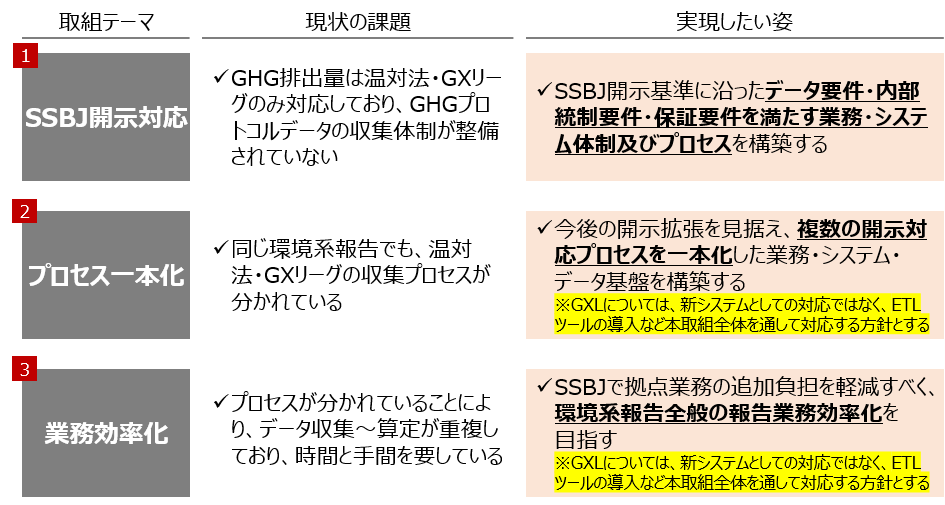 取組テーマ
現状の課題
実現したい姿
1
SSBJ開示対応
✓GHG排出量は温対法・GXリー
グのみ対応しており、GHGプロ
トコルデータの収集体制が整備
されていない
✓SSBJ開示基準に沿ったデータ要件・内部
統制要件・保証要件を満たす業務・システ
ム体制及びプロセスを構築する
2
プロセス一本化
✓同じ環境系報告でも、温対
法・GXリーグの収集プロセスが
分かれている
✓今後の開示拡張を見据え、複数の開示対
応プロセスを一本化した業務・システム・
データ基盤を構築する
※GXLについては、新システムとしての対応ではなく、ETL
ツールの導入など本取組全体を通して対応する方針とする
3
業務効率化
✓プロセスが分かれていることによ
り、データ収集～算定が重複し
ており、時間と手間を要している
✓SSBJで拠点業務の追加負担を軽減すべく、
環境系報告全般の報告業務効率化を
目指す
※GXLについては、新システムとしての対応ではなく、ETL
ツールの導入など本取組全体を通して対応する方針とする